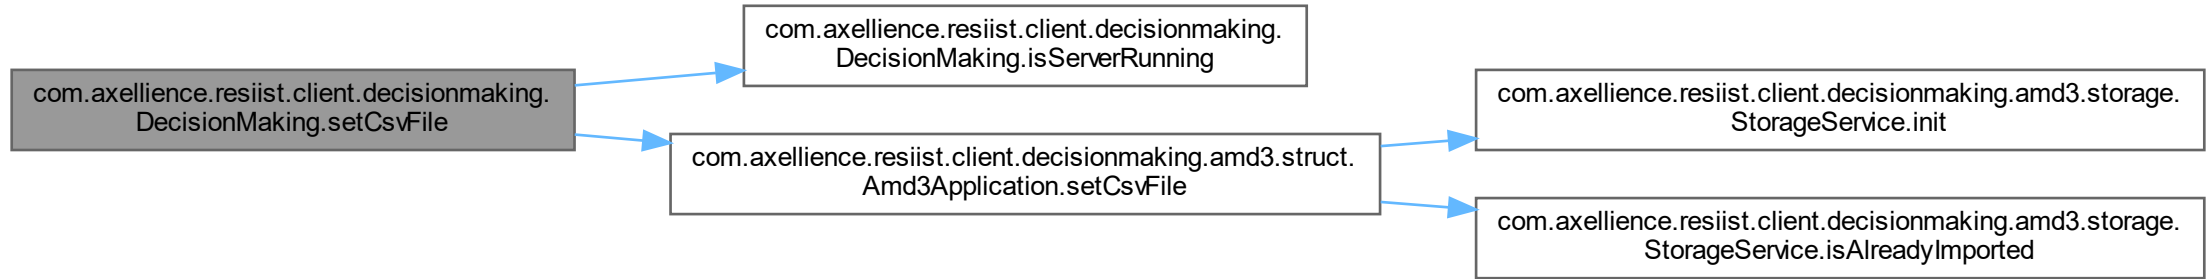 com.axellience.resiist.client.decisionmaking.
DecisionMaking.setCsvFile
com.axellience.resiist.client.decisionmaking.
DecisionMaking.isServerRunning
com.axellience.resiist.client.decisionmaking.amd3.struct.
Amd3Application.setCsvFile
com.axellience.resiist.client.decisionmaking.amd3.storage.
StorageService.init
com.axellience.resiist.client.decisionmaking.amd3.storage.
StorageService.isAlreadyImported